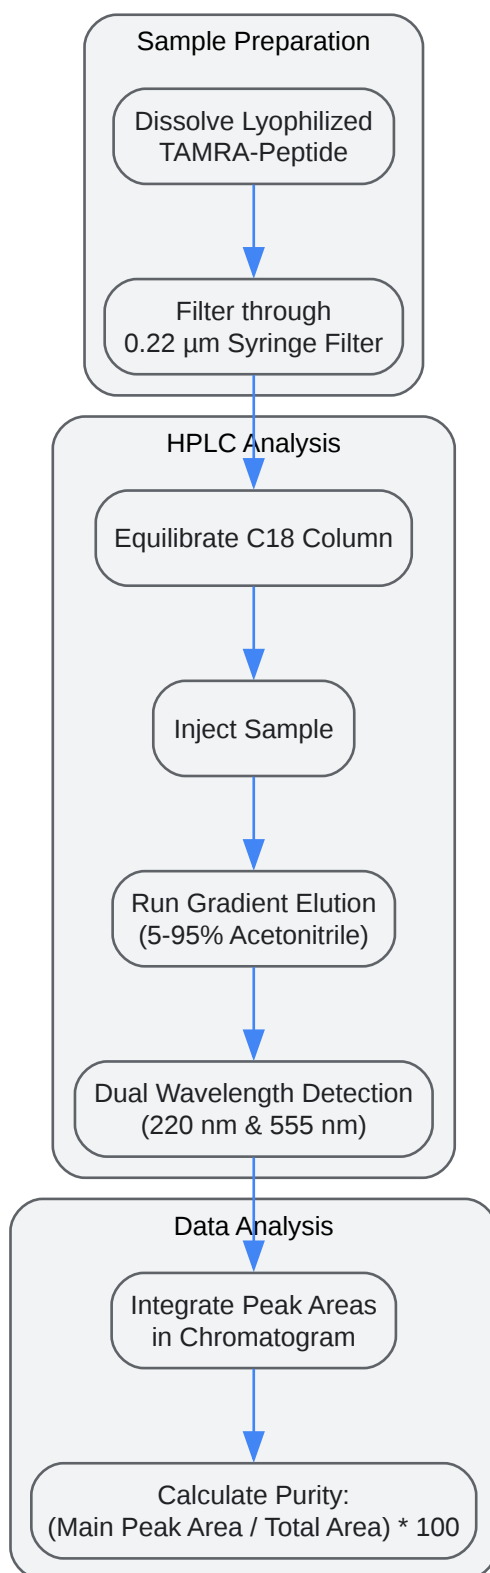 Sample Preparation
Dissolve Lyophilized
TAMRA-Peptide
Filter through
0.22 µm Syringe Filter
HPLC Analysis
Equilibrate C18 Column
Inject Sample
Run Gradient Elution
(5-95% Acetonitrile)
Dual Wavelength Detection
(220 nm & 555 nm)
Data Analysis
Integrate Peak Areas
in Chromatogram
Calculate Purity:
(Main Peak Area / Total Area) * 100